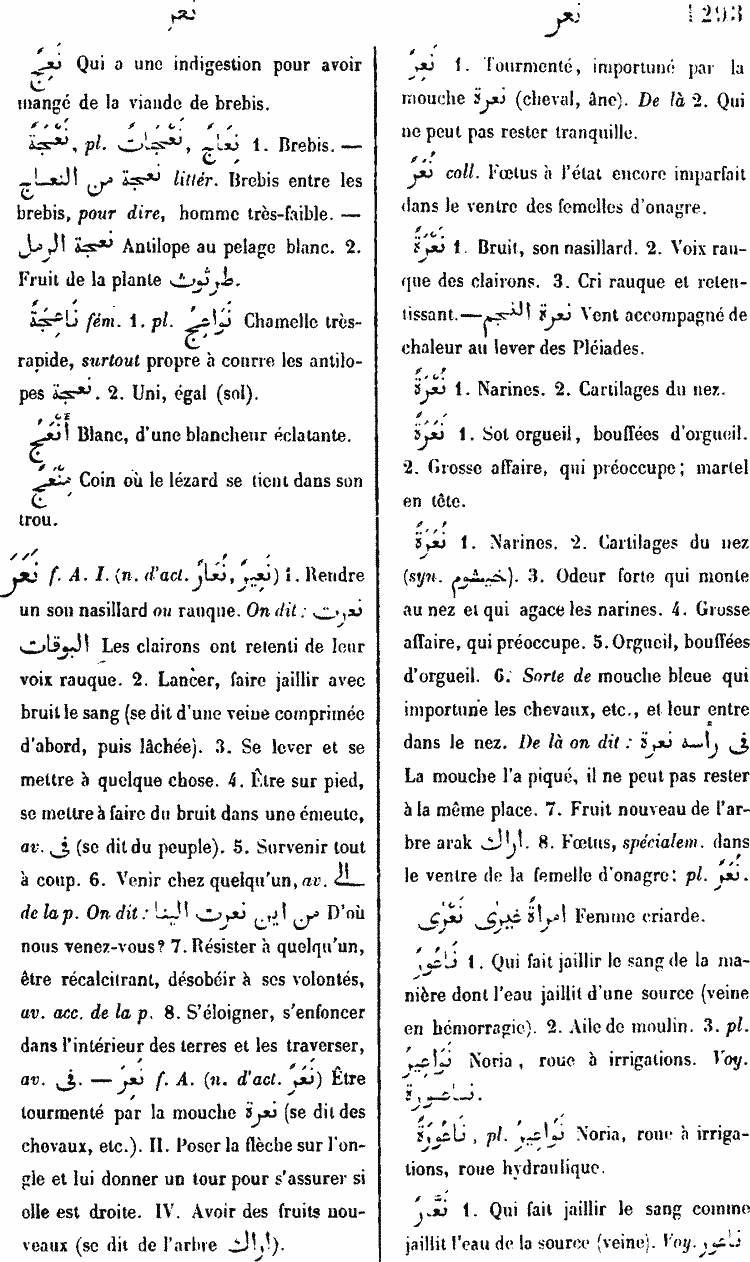 نعر
نعر 1293
نَعِجٌ Qui a une indigestion pour avoir
mangé de la viande de brebis.
نَعْجَةٌ, pl. نَعَجَاتٌ, نِعَاجٌ 1. Brebis. —
نعجة من النعاج littér. Brebis entre les
brebis, pour dire, homme très-faible. —
نعجة الرمل Antilope au pelage blanc. 2.
Fruit de la plante طرثوث.
نَاعِجَةٌ fém. 1. pl. نَوَاعِجُ Chamelle très-
rapide, surtout propre à courre les antilo-
pes نعجة. 2. Uni, égal (sol).
أَنْعَجُ Blanc, d'une blancheur éclatante.
مَنْعَجٌ Coin où le lézard se tient dans son
trou.
نَعَرَ f. A. I. (n. d'act. نَعِيرٌ, نُعَارٌ) 1. Rendre
un son nasillard ou rauque. On dit : نعرت
البوقات Les clairons ont retenti de leur
voix rauque. 2. Lancer, faire jaillir avec
bruit le sang (se dit d'une veine comprimée
d'abord, puis lâchée). 3. Se lever et se
mettre à quelque chose. 4. Être sur pied,
se mettre à faire du bruit dans une émeute,
av. فى (se dit du peuple). 5. Survenir tout
à coup. 6. Venir chez quelqu'un, av. الى
de la p. On dit : من اين نعرت الينا D'où
nous venez-vous? 7. Résister à quelqu'un,
être récalcitrant, désobéir à ses volontés,
av. acc. de la p. 8. S'éloigner, s'enfoncer
dans l'intérieur des terres et les traverser,
av. فى. — نَعِرَ f. A. (n. d'act. نَعَرٌ) Être
tourmenté par la mouche نعرة (se dit des
chevaux, etc.). II. Poser la flèche sur l'on-
gle et lui donner un tour pour s'assurer si
elle est droite. IV. Avoir des fruits nou-
veaux (se dit de l'arbre اراك).
نَعِرٌ 1. Tourmenté, importuné par la
mouche نعرة (cheval, âne). De là 2. Qui
ne peut pas rester tranquille.
نُعَرٌ coll. Fœtus à l'état encore imparfait
dans le ventre des femelles d'onagre.
نَعْرَةٌ 1. Bruit, son nasillard. 2. Voix rau-
que des clairons. 3. Cri rauque et reten-
tissant. — نعرة النجم Vent accompagné de
chaleur au lever des Pléiades.
نُعْرَةٌ 1. Narines. 2. Cartilages du nez.
نَعَرَةٌ 1. Sot orgueil, bouffées d'orgueil.
2. Grosse affaire, qui préoccupe; martel
en tête.
نُعَرَةٌ 1. Narines. 2. Cartilages du nez
(syn. خيشوم). 3. Odeur forte qui monte
au nez et qui agace les narines. 4. Grosse
affaire, qui préoccupe. 5. Orgueil, bouffées
d'orgueil. 6. Sorte de mouche bleue qui
importune les chevaux, etc., et leur entre
dans le nez. De là on dit : فى رأسه نعرة
La mouche l'a piqué, il ne peut pas rester
à la même place. 7. Fruit nouveau de l'ar-
bre arak اراك. 8. Fœtus, spécialem. dans
le ventre de la femelle d'onagre; pl. نُعَرٌ.
امرأة غَيْرَى نَعْرَى Femme criarde.
نَاعُورٌ 1. Qui fait jaillir le sang de la ma-
nière dont l'eau jaillit d'une source (veine
en hémorragie). 2. Aile de moulin. 3. pl.
نَوَاعِيرُ Noria, roue à irrigations. Voy.
ناعورة.
نَاعُورَةٌ, pl. نَوَاعِيرُ Noria, roue à irriga-
tions, roue hydraulique.
نَعَّارٌ 1. Qui fait jaillir le sang comme
jaillit l'eau de la source (veine). Voy. ناعور